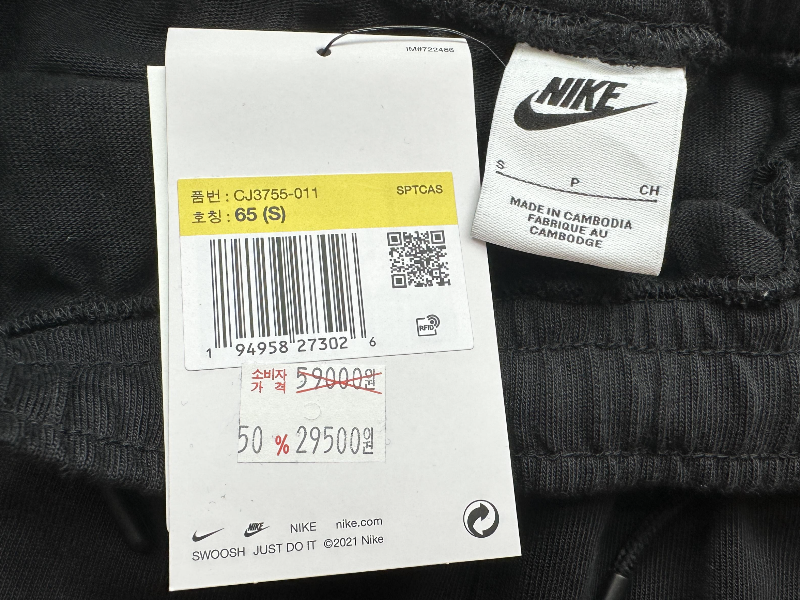 IM#722486
품번 : CJ3755-011
SPTCAS
호칭 : 65 (S)
1 94958 27302 6
RFID
소비자
가 격
59000원
50 % 29500원
NIKE nike.com
SWOOSH JUST DO IT ©2021 Nike
NIKE
S P CH
MADE IN CAMBODIA
FABRIQUE AU
CAMBODGE